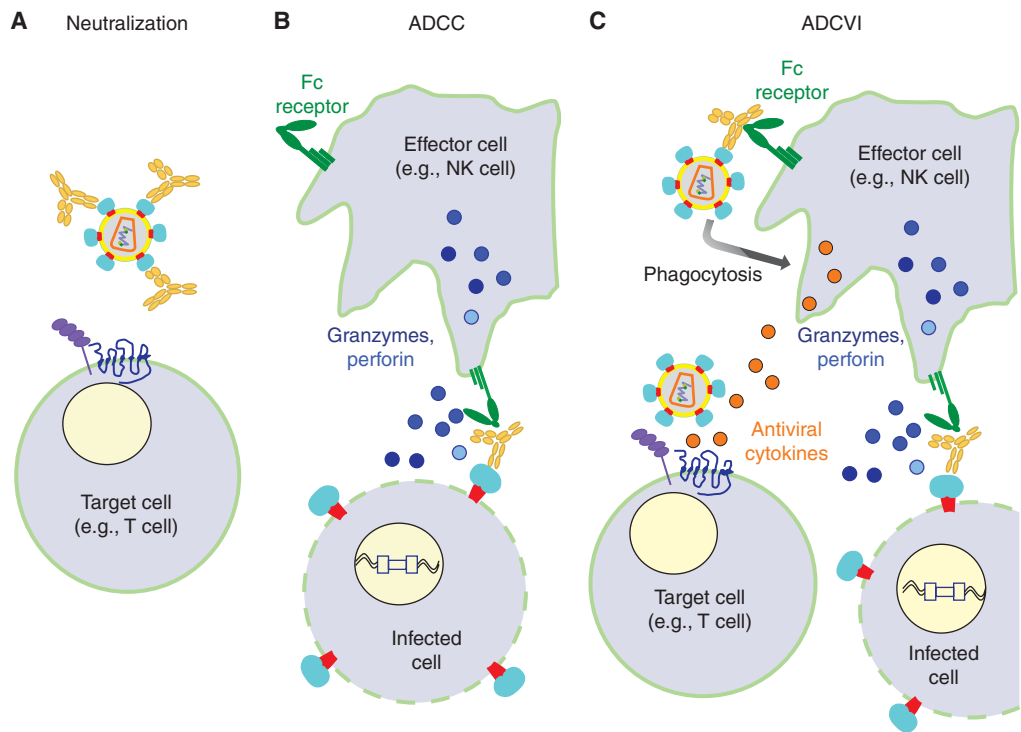 A
Neutralization
Target cell
(e.g., T cell)
B
ADCC
Fc
receptor
Effector cell
(e.g., NK cell)
Granzymes,
perforin
Infected
cell
C
ADCVI
Fc
receptor
Effector cell
(e.g., NK cell)
Phagocytosis
Granzymes,
perforin
Antiviral
cytokines
Target cell
(e.g., T cell)
Infected
cell